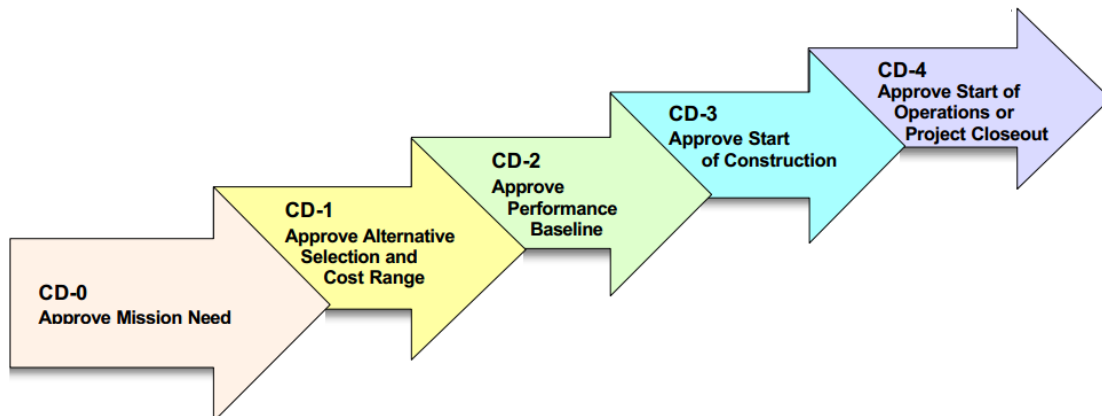 CD-0
Approve Mission Need
CD-1
Approve Alternative
Selection and
Cost Range
CD-2
Approve
Performance
Baseline
CD-3
Approve Start
of Construction
CD-4
Approve Start of
Operations or
Project Closeout